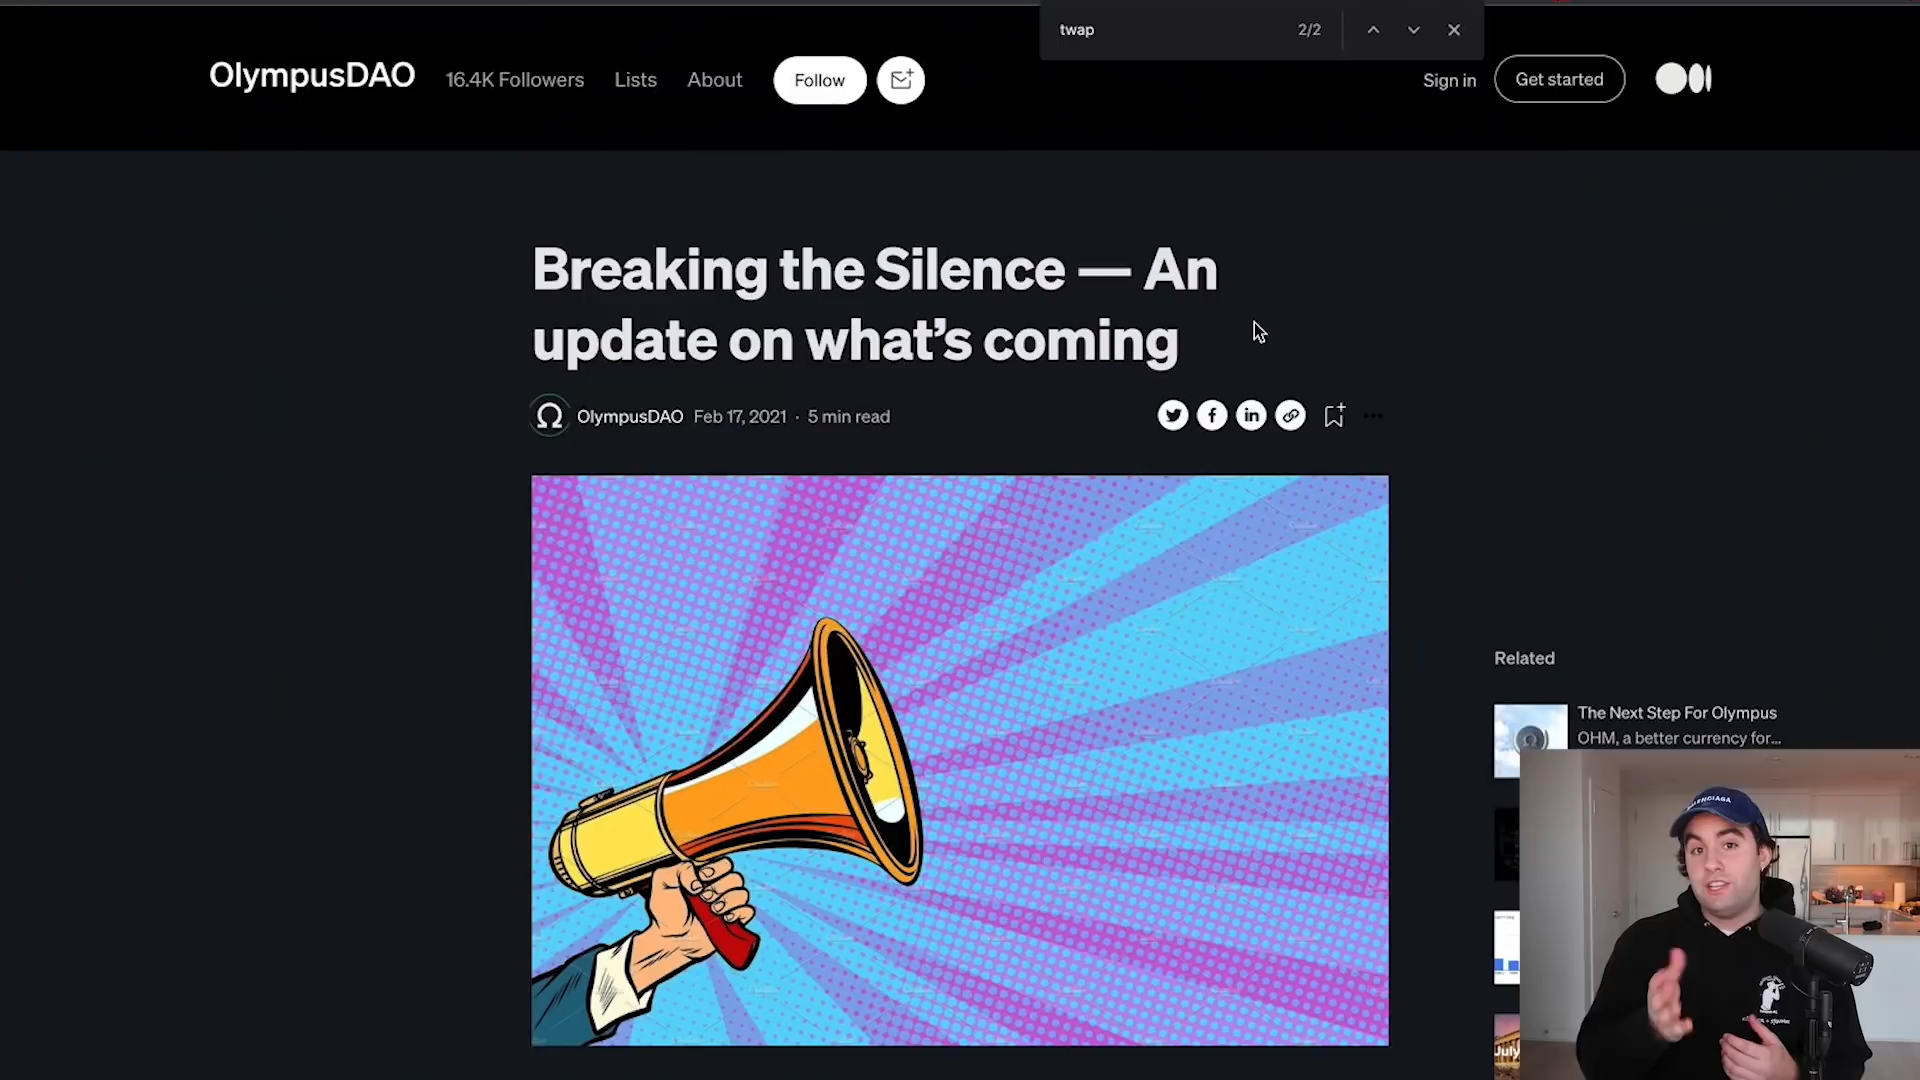 twap 2/2
OlympusDAO 16.4K Followers Lists About Follow Sign in Get started
Breaking the Silence — An
update on what’s coming
OlympusDAO Feb 17, 2021 · 5 min read
Related
The Next Step For Olympus
OHM, a better currency for...
July